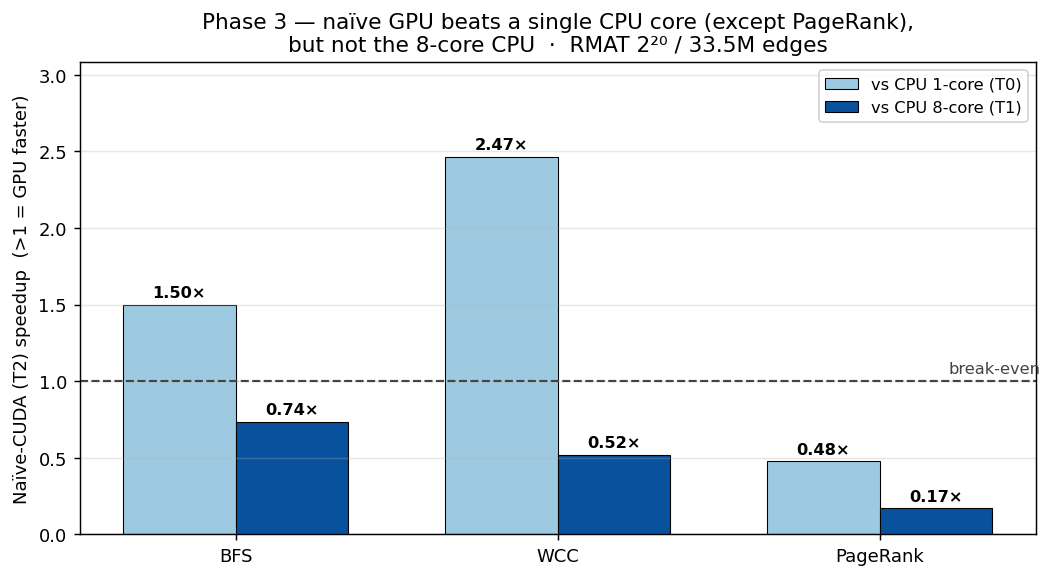 Phase 3 — naïve GPU beats a single CPU core (except PageRank),
but not the 8-core CPU · RMAT 2²⁰ / 33.5M edges
Naïve-CUDA (T2) speedup (>1 = GPU faster)
3.0
2.5
2.0
1.5
1.0
0.5
0.0
vs CPU 1-core (T0)
vs CPU 8-core (T1)
1.50×
0.74×
2.47×
0.52×
0.48×
0.17×
break-even
BFS
WCC
PageRank